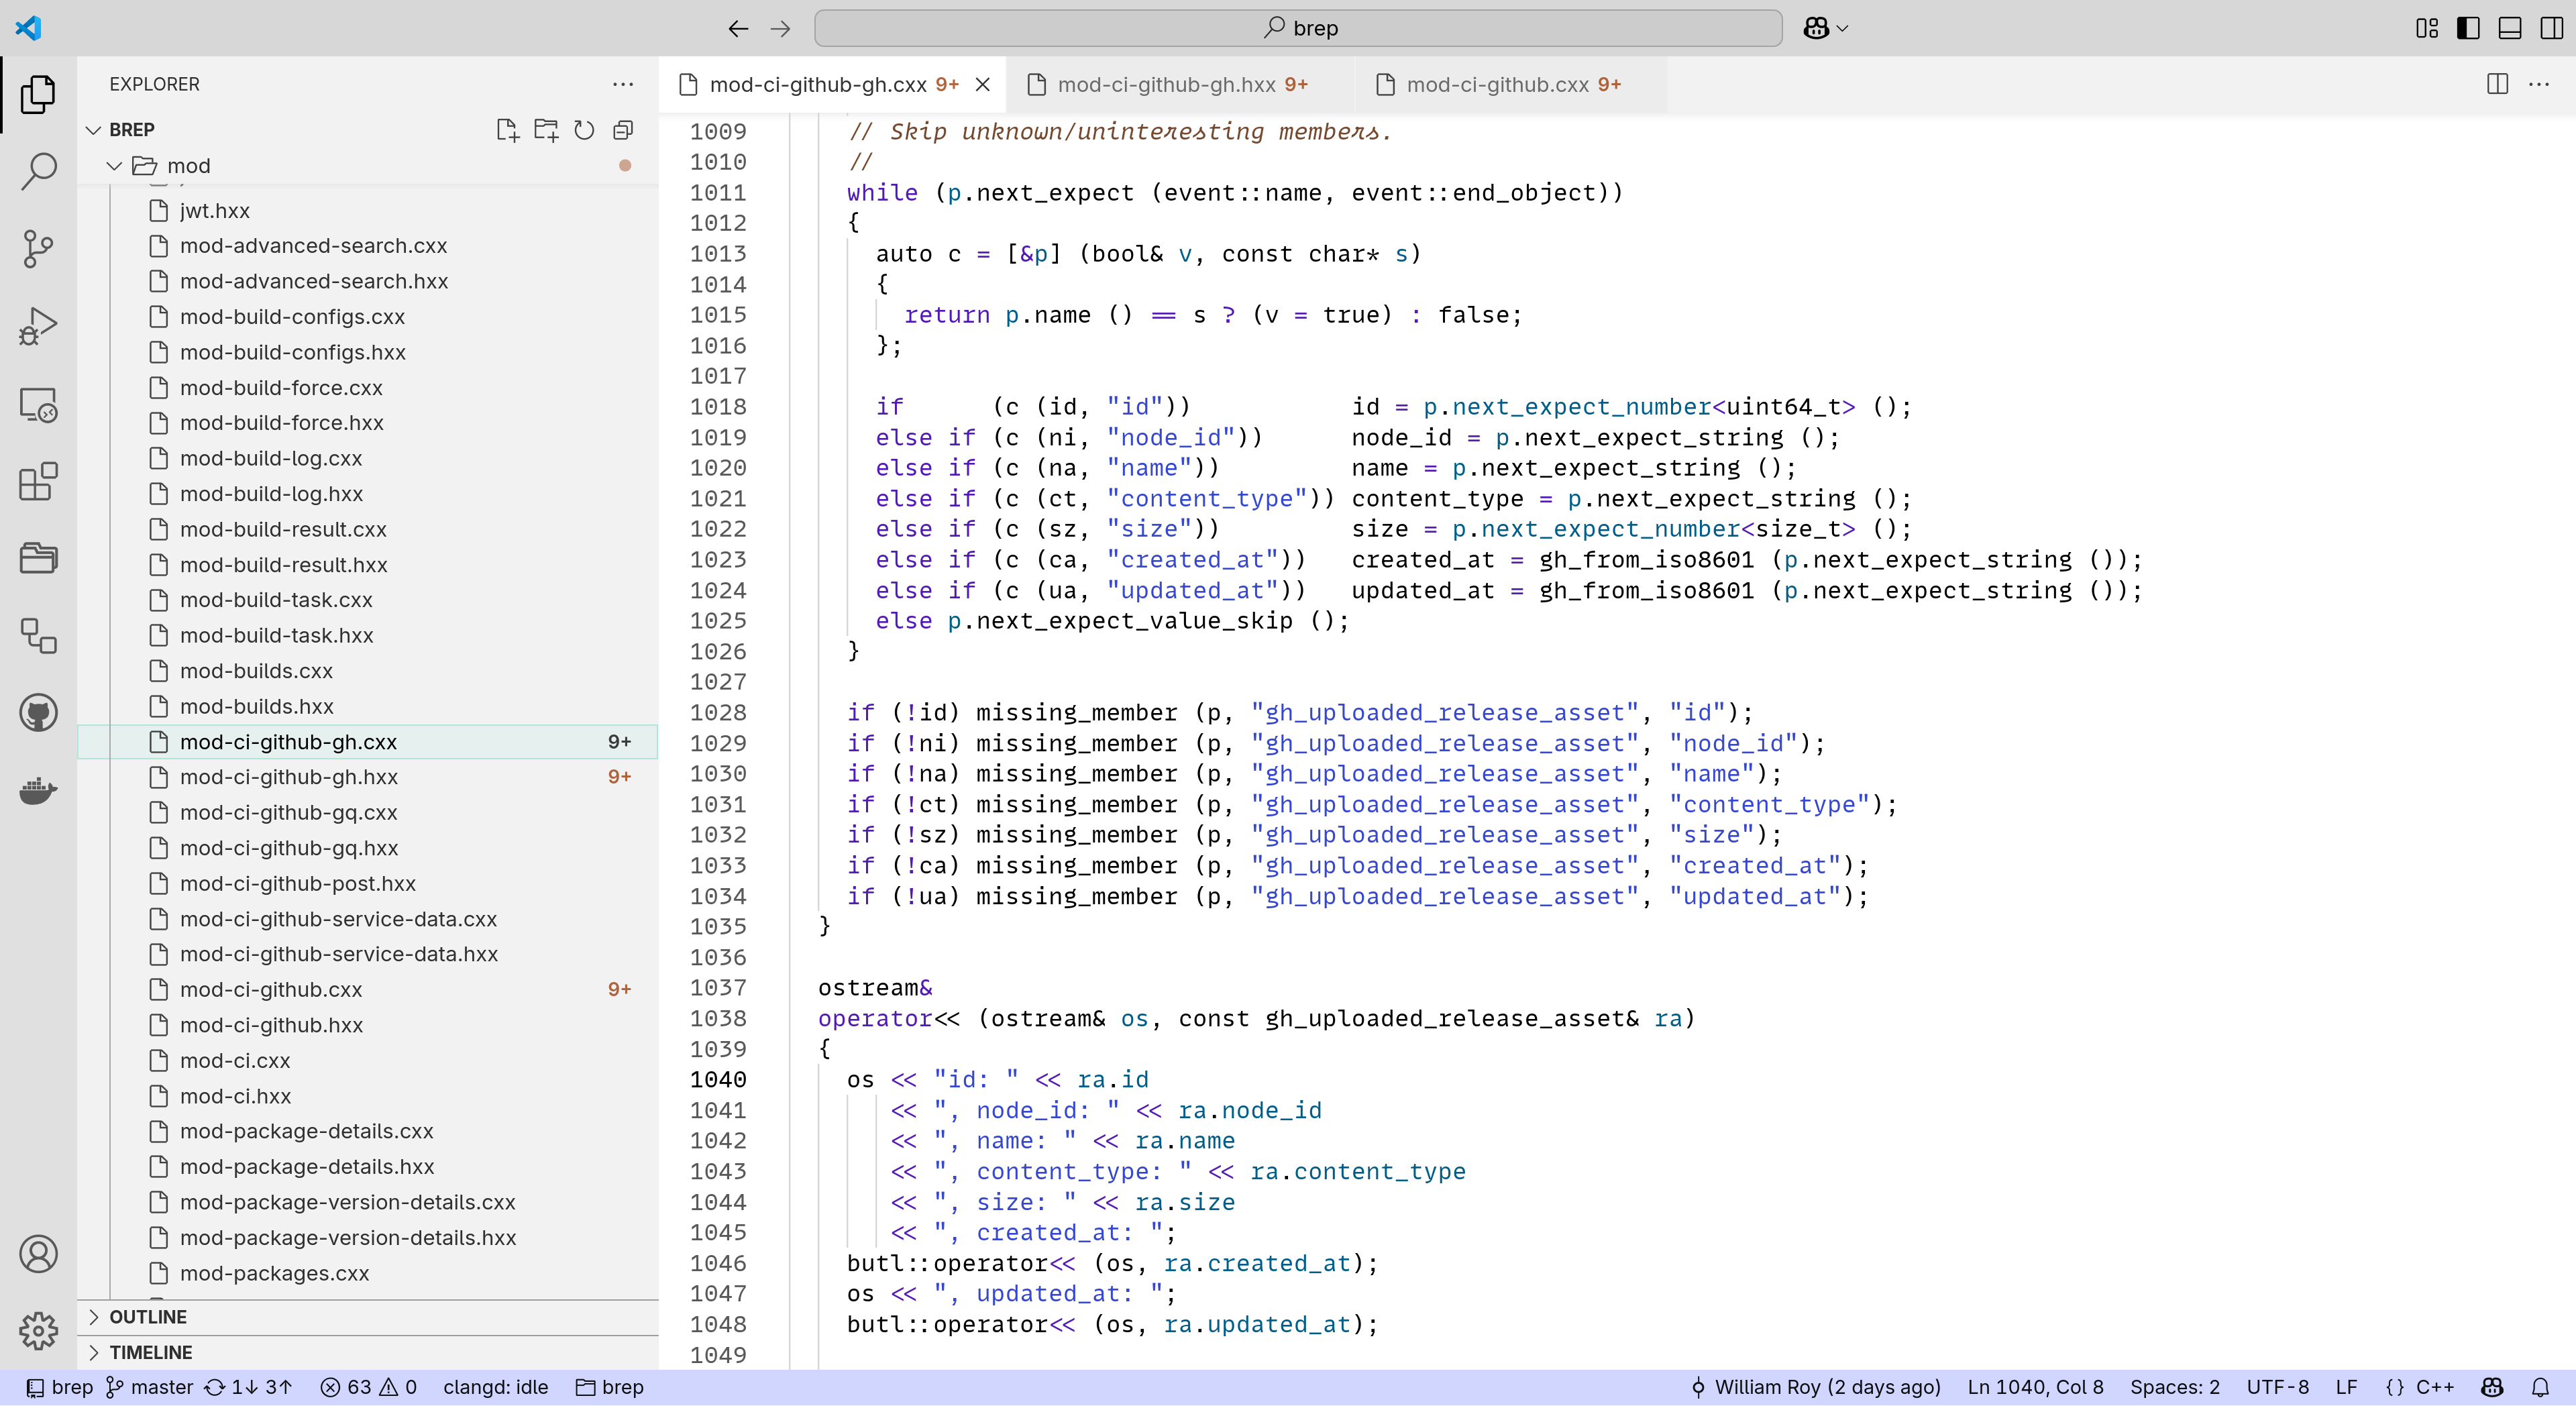 brep
EXPLORER
BREP
mod
jwt.hxx
mod-advanced-search.cxx
mod-advanced-search.hxx
mod-build-configs.cxx
mod-build-configs.hxx
mod-build-force.cxx
mod-build-force.hxx
mod-build-log.cxx
mod-build-log.hxx
mod-build-result.cxx
mod-build-result.hxx
mod-build-task.cxx
mod-build-task.hxx
mod-builds.cxx
mod-builds.hxx
mod-ci-github-gh.cxx 9+
mod-ci-github-gh.hxx 9+
mod-ci-github-gq.cxx
mod-ci-github-gq.hxx
mod-ci-github-post.hxx
mod-ci-github-service-data.cxx
mod-ci-github-service-data.hxx
mod-ci-github.cxx 9+
mod-ci-github.hxx
mod-ci.cxx
mod-ci.hxx
mod-package-details.cxx
mod-package-details.hxx
mod-package-version-details.cxx
mod-package-version-details.hxx
mod-packages.cxx
OUTLINE
TIMELINE
mod-ci-github-gh.cxx 9+ mod-ci-github-gh.hxx 9+ mod-ci-github.cxx 9+
1009 // Skip unknown/uninteresting members.
1010 //
1011 while (p.next_expect (event::name, event::end_object))
1012 {
1013 auto c = [&p] (bool& v, const char* s)
1014 {
1015 return p.name () == s ? (v = true) : false;
1016 };
1017
1018 if (c (id, "id")) id = p.next_expect_number<uint64_t> ();
1019 else if (c (ni, "node_id")) node_id = p.next_expect_string ();
1020 else if (c (na, "name")) name = p.next_expect_string ();
1021 else if (c (ct, "content_type")) content_type = p.next_expect_string ();
1022 else if (c (sz, "size")) size = p.next_expect_number<size_t> ();
1023 else if (c (ca, "created_at")) created_at = gh_from_iso8601 (p.next_expect_string ());
1024 else if (c (ua, "updated_at")) updated_at = gh_from_iso8601 (p.next_expect_string ());
1025 else p.next_expect_value_skip ();
1026 }
1027
1028 if (!id) missing_member (p, "gh_uploaded_release_asset", "id");
1029 if (!ni) missing_member (p, "gh_uploaded_release_asset", "node_id");
1030 if (!na) missing_member (p, "gh_uploaded_release_asset", "name");
1031 if (!ct) missing_member (p, "gh_uploaded_release_asset", "content_type");
1032 if (!sz) missing_member (p, "gh_uploaded_release_asset", "size");
1033 if (!ca) missing_member (p, "gh_uploaded_release_asset", "created_at");
1034 if (!ua) missing_member (p, "gh_uploaded_release_asset", "updated_at");
1035 }
1036
1037 ostream&
1038 operator<< (ostream& os, const gh_uploaded_release_asset& ra)
1039 {
1040 os << "id: " << ra.id
1041 << ", node_id: " << ra.node_id
1042 << ", name: " << ra.name
1043 << ", content_type: " << ra.content_type
1044 << ", size: " << ra.size
1045 << ", created_at: ";
1046 butl::operator<< (os, ra.created_at);
1047 os << ", updated_at: ";
1048 butl::operator<< (os, ra.updated_at);
1049
brep master 1↓ 3↑ 63 0 clangd: idle brep William Roy (2 days ago) Ln 1040, Col 8 Spaces: 2 UTF-8 LF {} C++